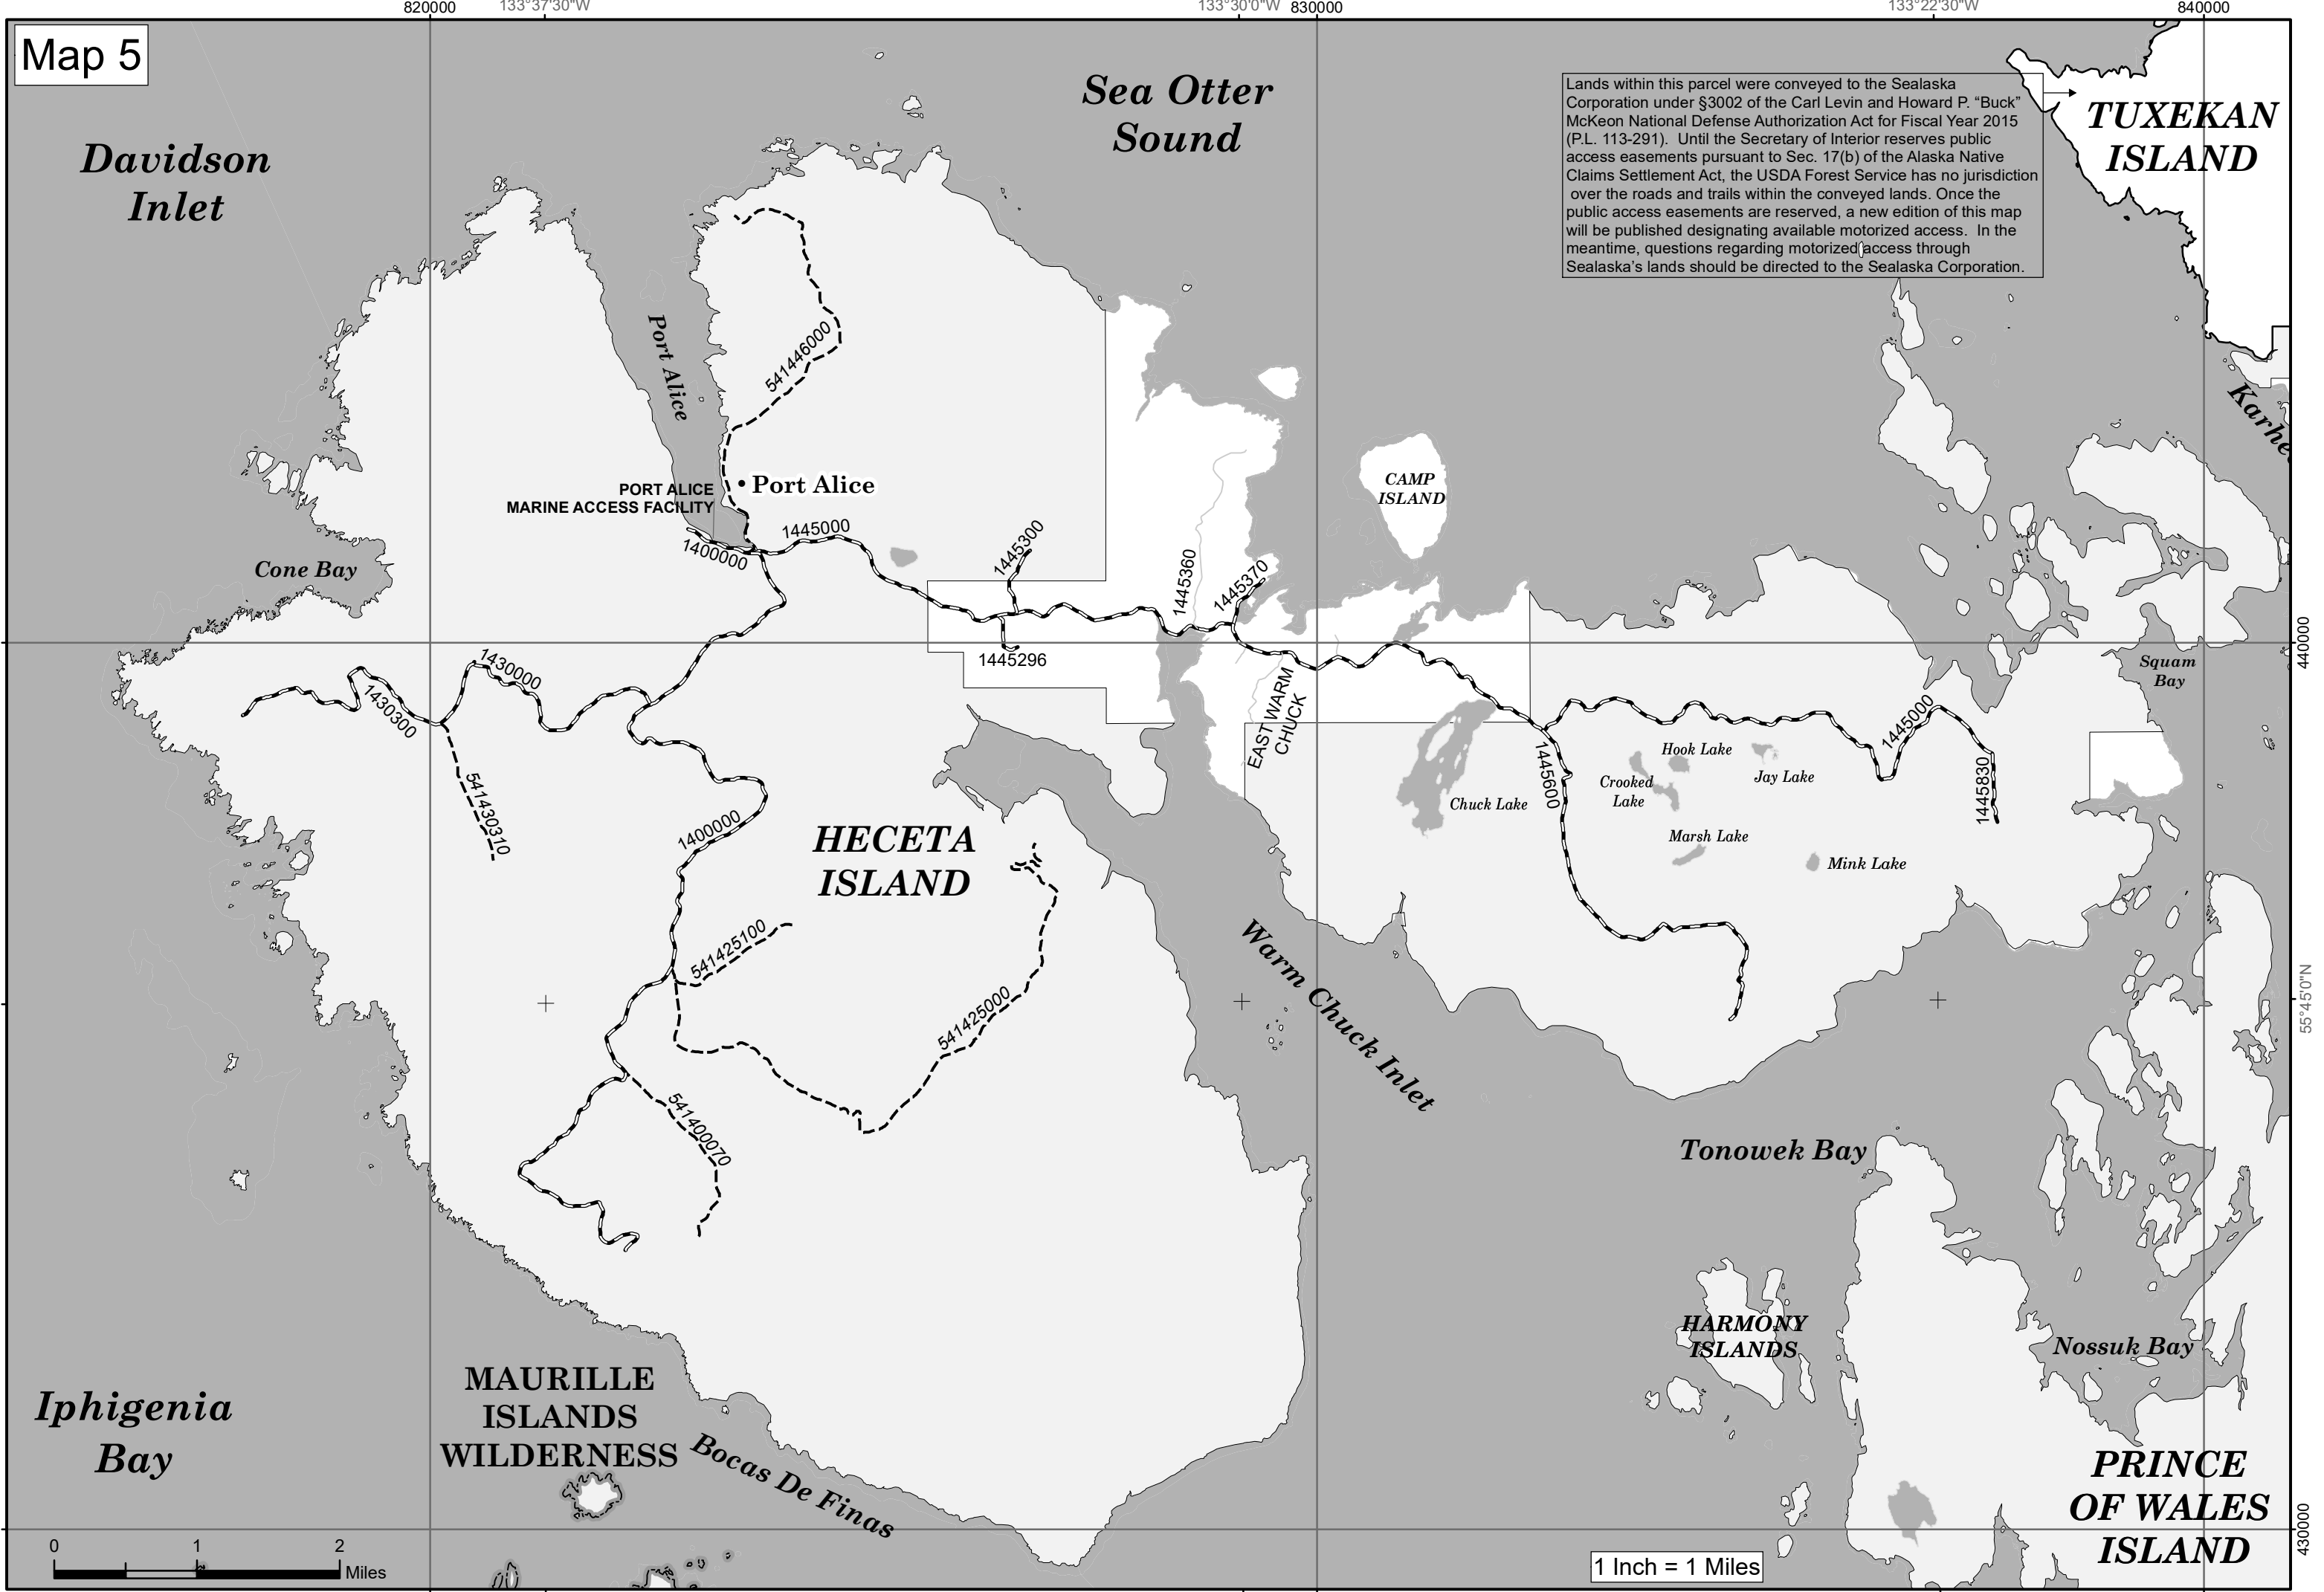 820000
133°37'30"W
133°30'0"W
830000
133°22'30"W
840000
Map 5
Sea Otter
Sound
Davidson
Inlet
Lands within this parcel were conveyed to the Sealaska
Corporation under §3002 of the Carl Levin and Howard P. “Buck”
McKeon National Defense Authorization Act for Fiscal Year 2015
(P.L. 113-291).  Until the Secretary of Interior reserves public
access easements pursuant to Sec. 17(b) of the Alaska Native
Claims Settlement Act, the USDA Forest Service has no jurisdiction
over the roads and trails within the conveyed lands. Once the
public access easements are reserved, a new edition of this map
will be published designating available motorized access.  In the
meantime, questions regarding motorized access through
Sealaska’s lands should be directed to the Sealaska Corporation.
TUXEKAN
ISLAND
Port Alice
541446000
Karhe
PORT ALICE
MARINE ACCESS FACILITY
Port Alice
CAMP
ISLAND
1400000
1445000
1445300
1445360
1445370
Cone Bay
1445296
440000
Squam
Bay
1430000
1430300
541430310
EAST WARM
CHUCK
1445000
1445600
Hook Lake
Jay Lake
Crooked
Lake
Chuck Lake
1445830
Marsh Lake
Mink Lake
1400000
HECETA
ISLAND
541425100
541425000
Warm Chuck Inlet
55°45'0"N
541400070
Tonowek Bay
HARMONY
ISLANDS
Nossuk Bay
MAURILLE
ISLANDS
WILDERNESS
Iphigenia
Bay
Bocas De Finas
PRINCE
OF WALES
ISLAND
430000
0 1 2
Miles
1 Inch = 1 Miles